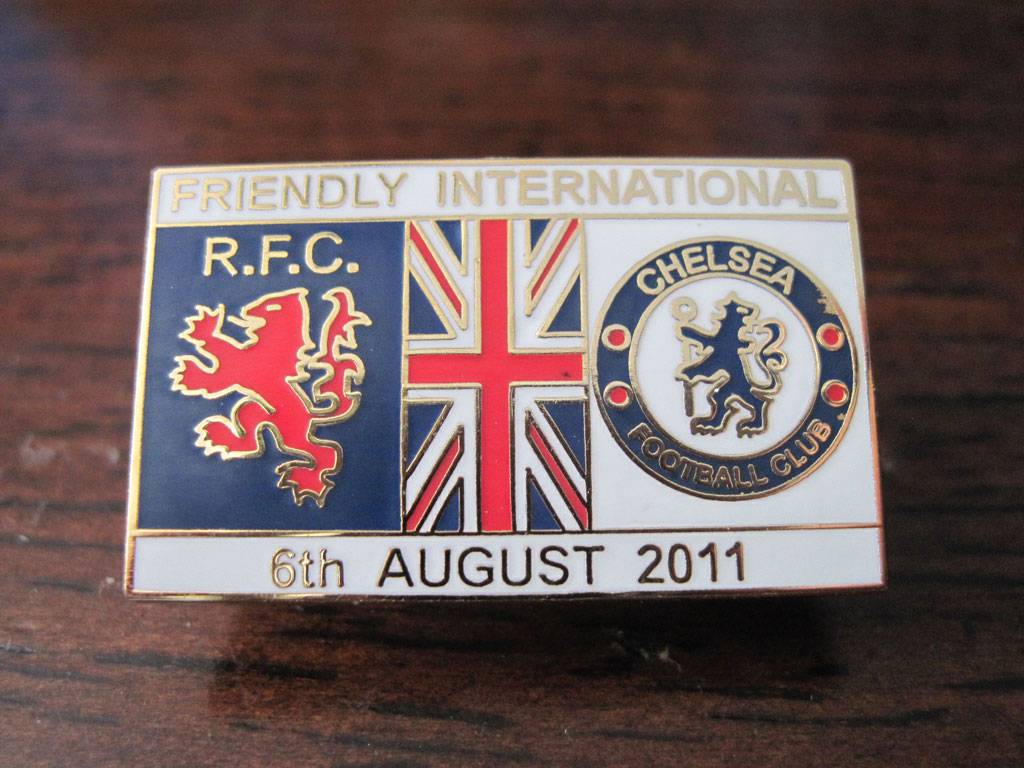 FRIENDLY INTERNATIONAL
R.F.C.
CHELSEA
FOOTBALL CLUB
6th AUGUST 2011